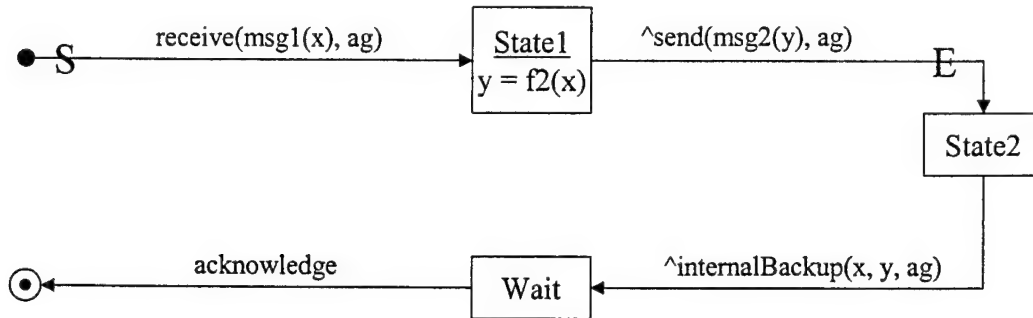 receive(msg1(x), ag)
S
State1
y = f2(x)
^send(msg2(y), ag)
E
State2
acknowledge
Wait
^internalBackup(x, y, ag)